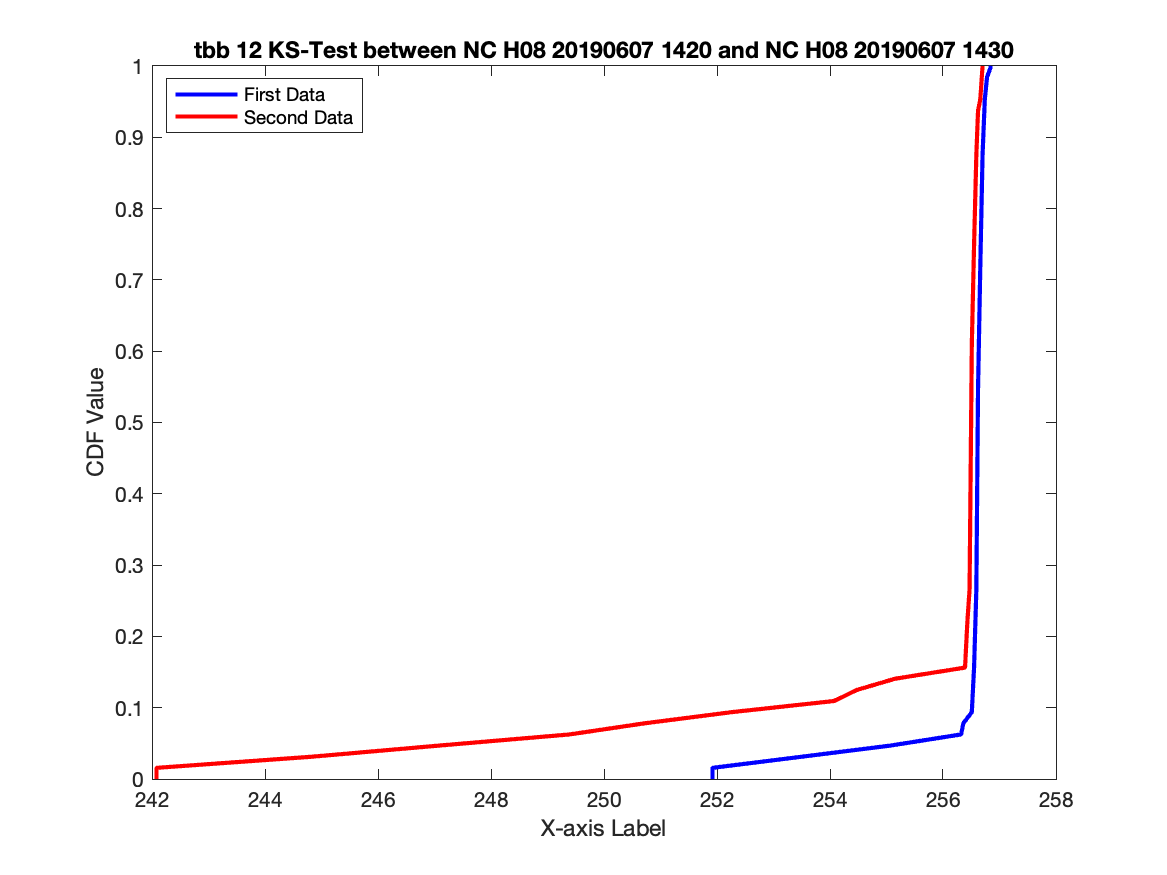 tbb 12 KS-Test between NC H08 20190607 1420 and NC H08 20190607 1430
First Data
Second Data
1
0.9
0.8
0.7
0.6
0.5
0.4
0.3
0.2
0.1
0
CDF Value
242 244 246 248 250 252 254 256 258
X-axis Label